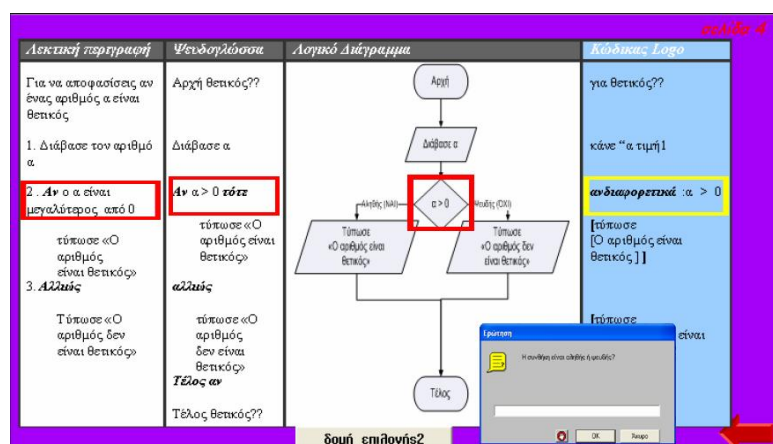 σελίδα 4
Λεκτική περιγραφή
Ψευδογλώσσα
Λογικό Διάγραμμα
Κώδικας Logo
Για να αποφασίσεις αν
ένας αριθμός α είναι
θετικός
1. Διάβασε τον αριθμό
α
2 . Αν ο α είναι
μεγαλύτερος από 0
τύπωσε «Ο
αριθμός
είναι θετικός»
3. Αλλιώς
Τύπωσε «Ο
αριθμός δεν
είναι θετικός»
Αρχή θετικός??
Διάβασε α
Αν α > 0 τότε
τύπωσε «Ο
αριθμός είναι
θετικός»
αλλιώς
τύπωσε «Ο
αριθμός
δεν είναι
θετικός»
Τέλος αν
Τέλος θετικός??
Αρχή
Διάβασε α
Αληθής (ΝΑΙ)
α > 0
Ψευδής (ΌΧΙ)
Τύπωσε
«Ο αριθμός είναι
θετικός»
Τύπωσε
«Ο αριθμός δεν
είναι θετικός»
Τέλος
για θετικός??
κάνε "α τιμή1
ανδιαφορετικά :α > 0
[τύπωσε
[Ο αριθμός είναι
θετικός ] ]
[τύπωσε
είναι
Ερώτηση
Η συνθήκη είναι αληθής ή ψευδής?
OK
Άκυρο
δομή_επιλογής2